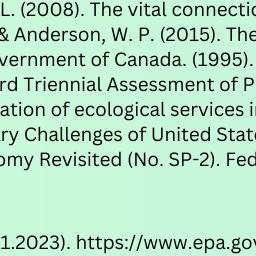 L. (2008). The vital connectio
& Anderson, W. P. (2015). The
vernment of Canada. (1995).
rd Triennial Assessment of P
ation of ecological services i
ry Challenges of United State
omy Revisited (No. SP-2). Fed
1.2023). https://www.epa.gov